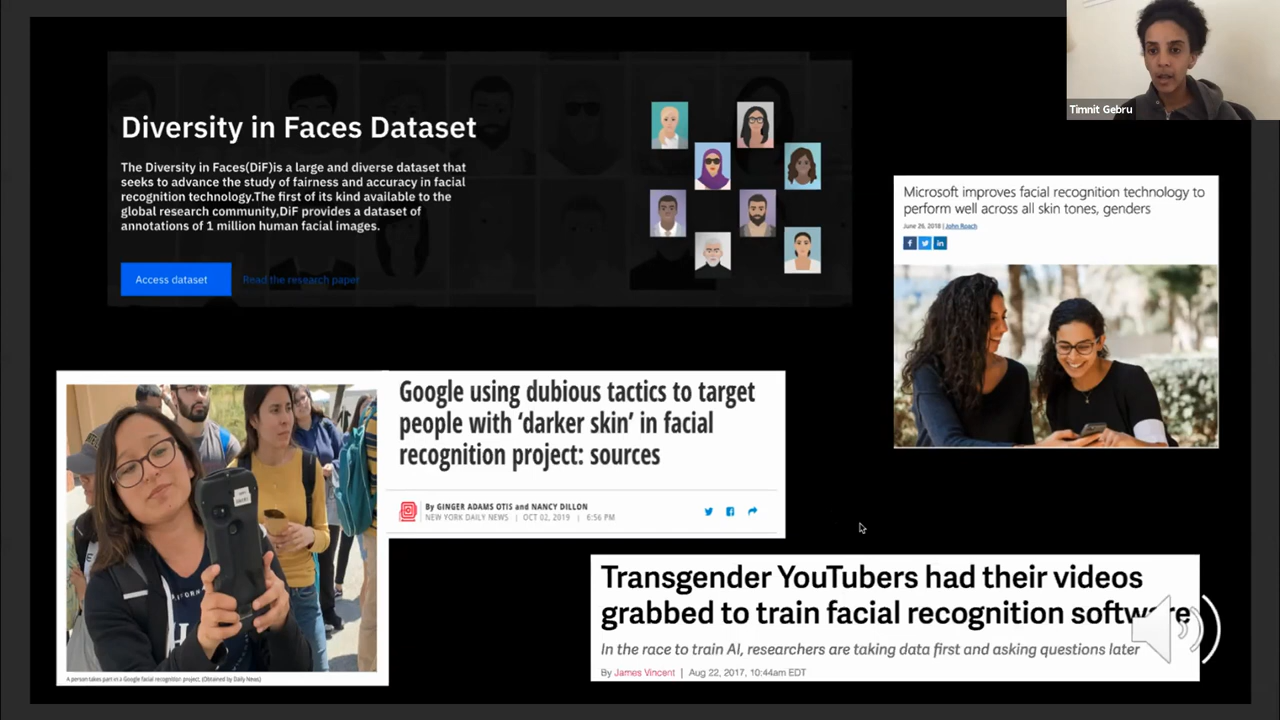 Timnit Gebru
Diversity in Faces Dataset
The Diversity in Faces(DiF)is a large and diverse dataset that
seeks to advance the study of fairness and accuracy in facial
recognition technology.The first of its kind available to the
global research community,DiF provides a dataset of
annotations of 1 million human facial images.
Access dataset
Read the research paper
Microsoft improves facial recognition technology to
perform well across all skin tones, genders
June 26, 2018 | John Roach
Google using dubious tactics to target
people with ‘darker skin’ in facial
recognition project: sources
By GINGER ADAMS OTIS and NANCY DILLON
NEW YORK DAILY NEWS | OCT 02, 2019 | 6:56 PM
A person takes part in a Google facial recognition project. (Obtained by Daily News)
Transgender YouTubers had their videos
grabbed to train facial recognition software
In the race to train AI, researchers are taking data first and asking questions later
By James Vincent | Aug 22, 2017, 10:44am EDT